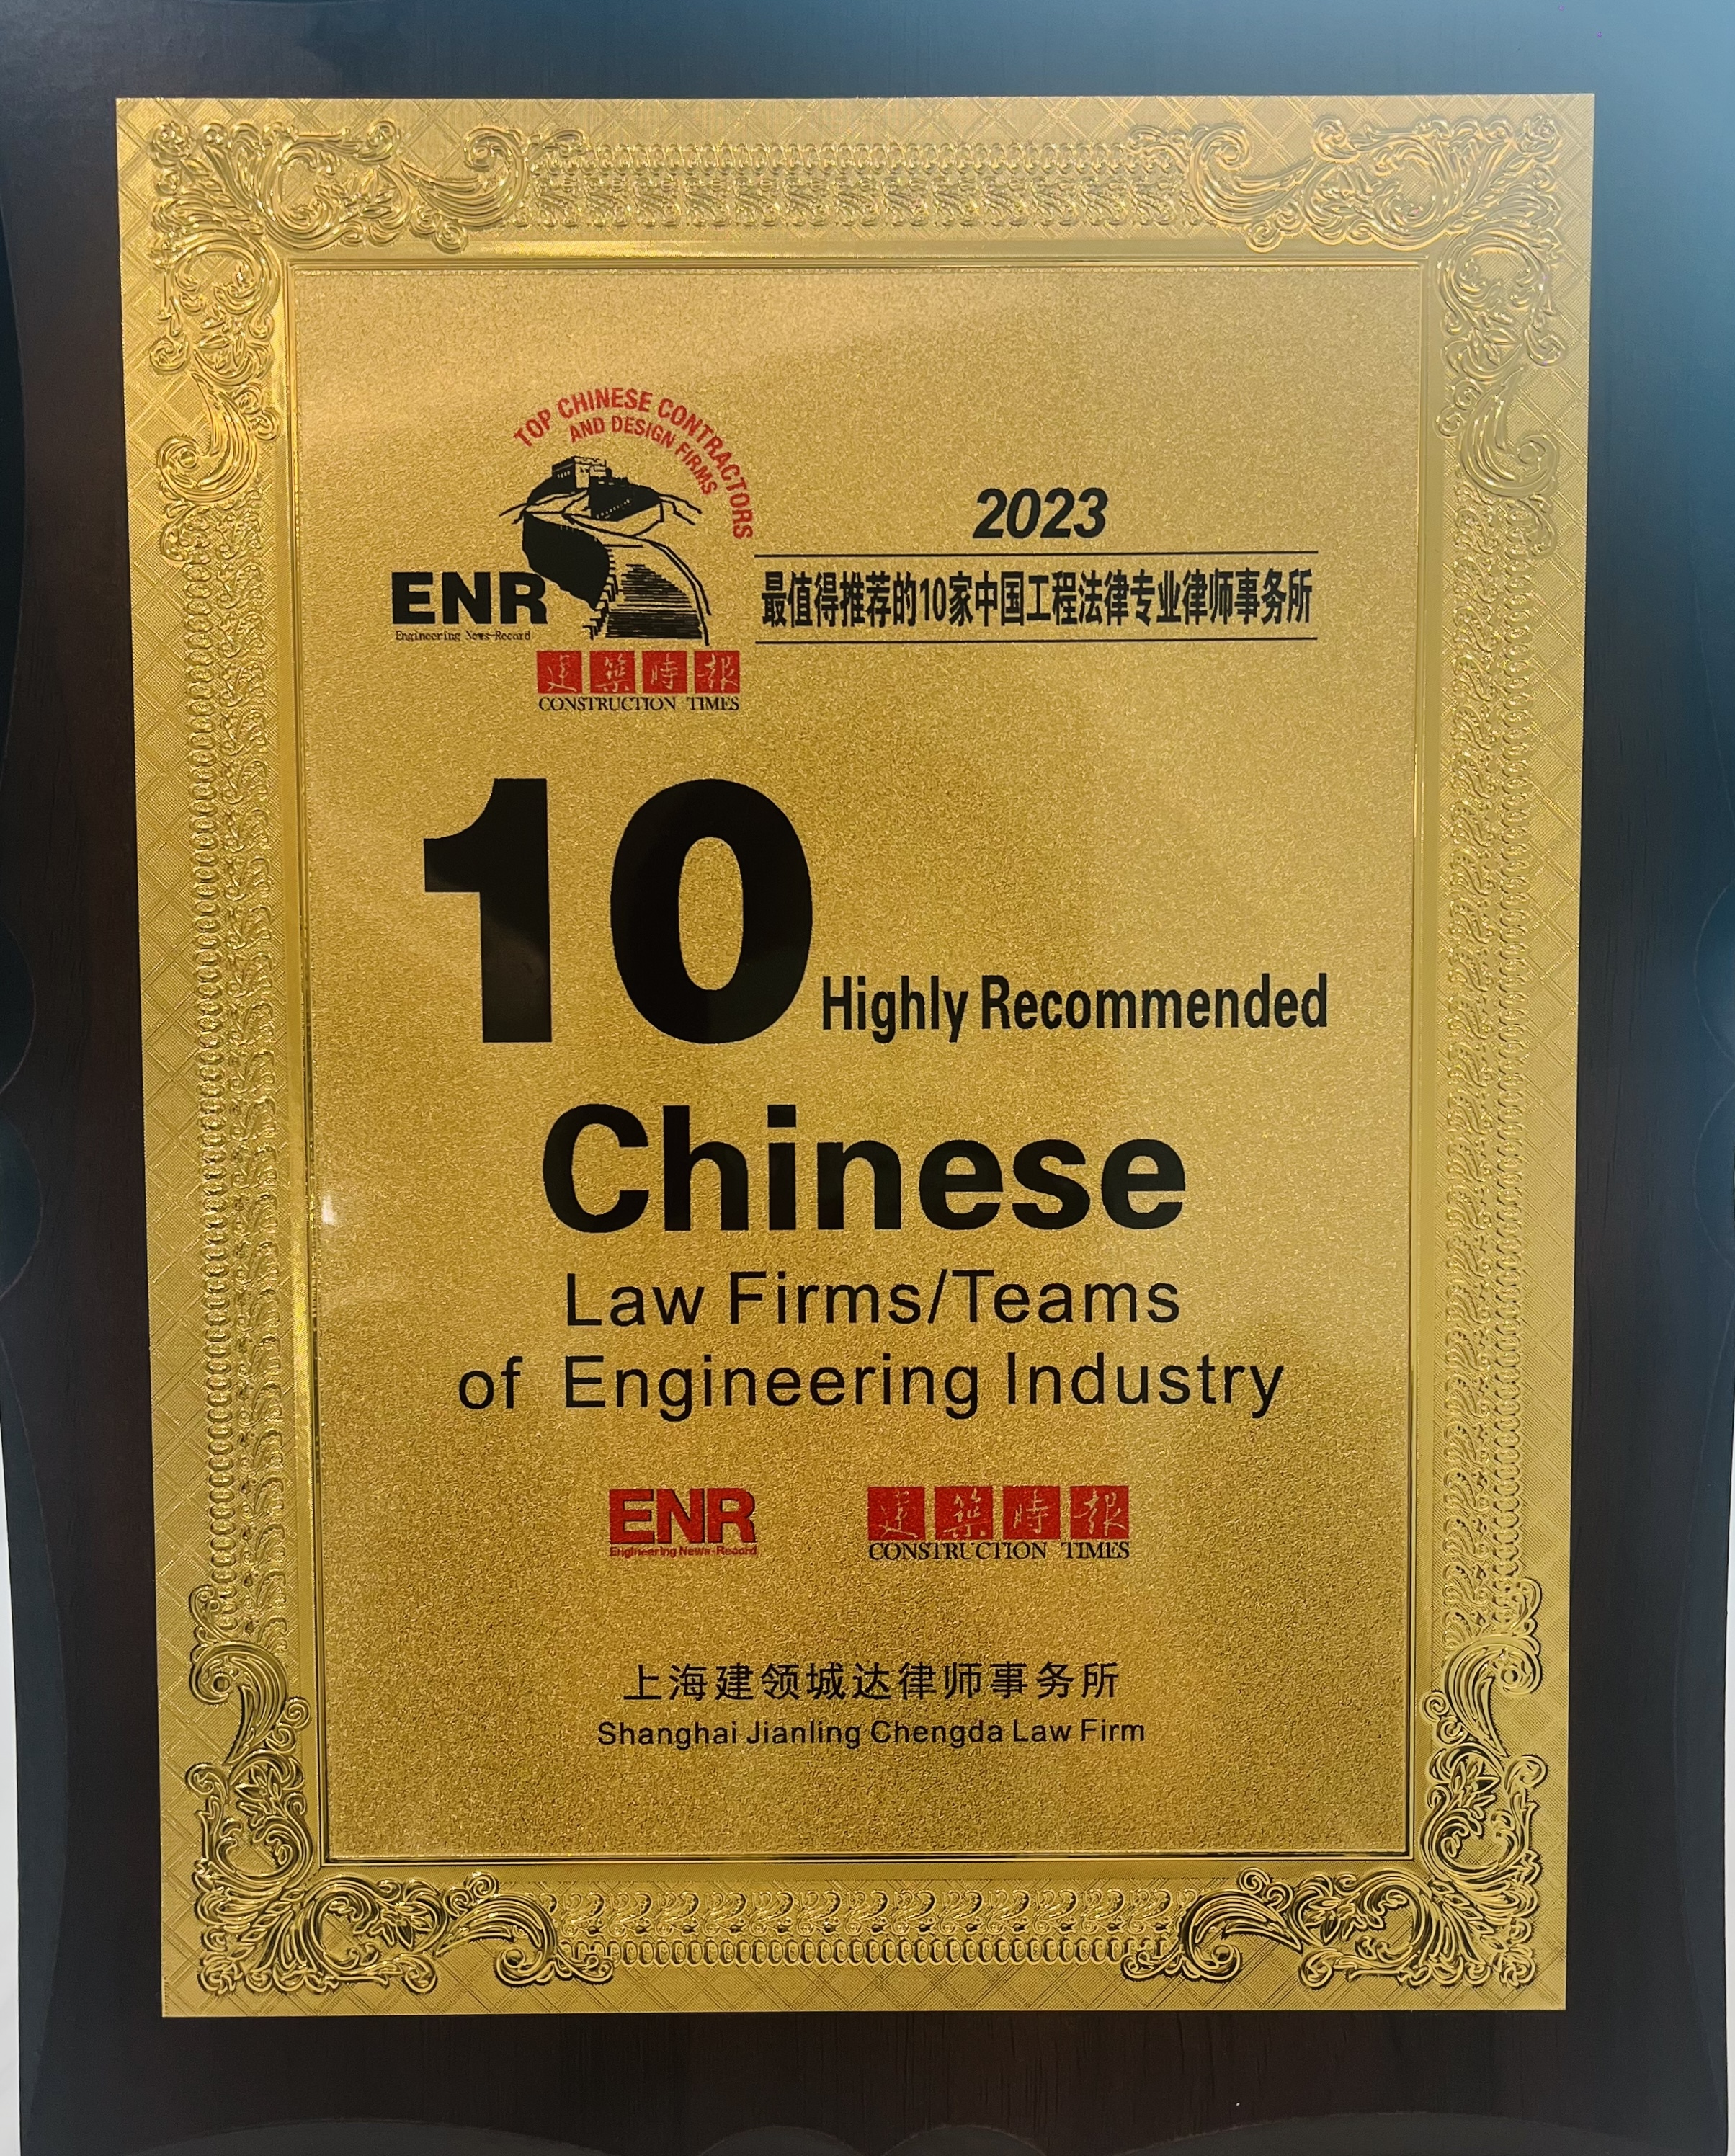 TOP CHINESE CONTRACTORS
AND DESIGN FIRMS
ENR
Engineering News-Record
建築時報
CONSTRUCTION TIMES
2023
最值得推荐的10家中国工程法律专业律师事务所
10 Highly Recommended
Chinese
Law Firms/Teams
of Engineering Industry
ENR
Engineering News-Record
建築時報
CONSTRUCTION TIMES
上海建领城达律师事务所
Shanghai Jianling Chengda Law Firm